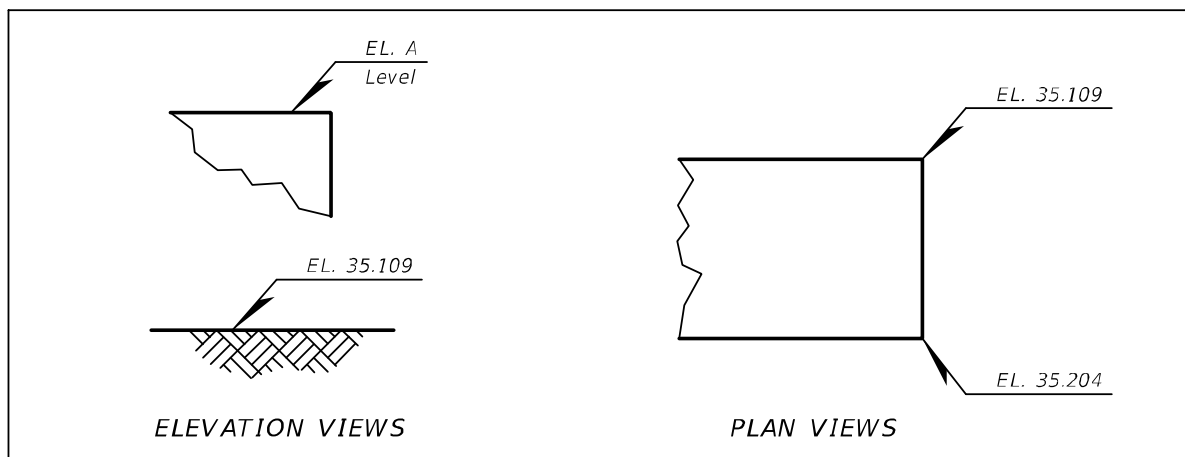 EL. A
Level
EL. 35.109
ELEVATION VIEWS
EL. 35.109
EL. 35.204
PLAN VIEWS